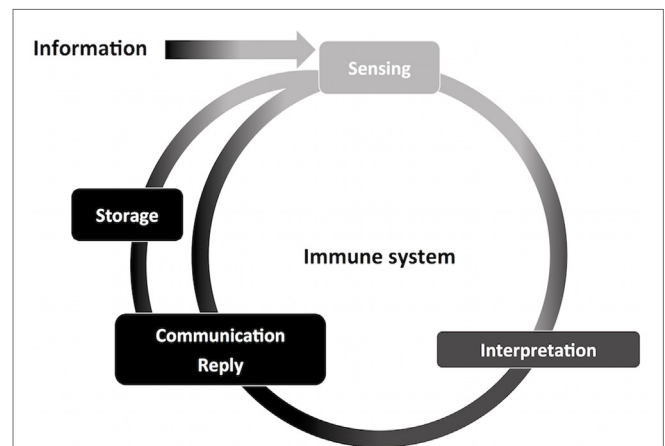 Information
Sensing
Storage
Immune system
Communication
Reply
Interpretation